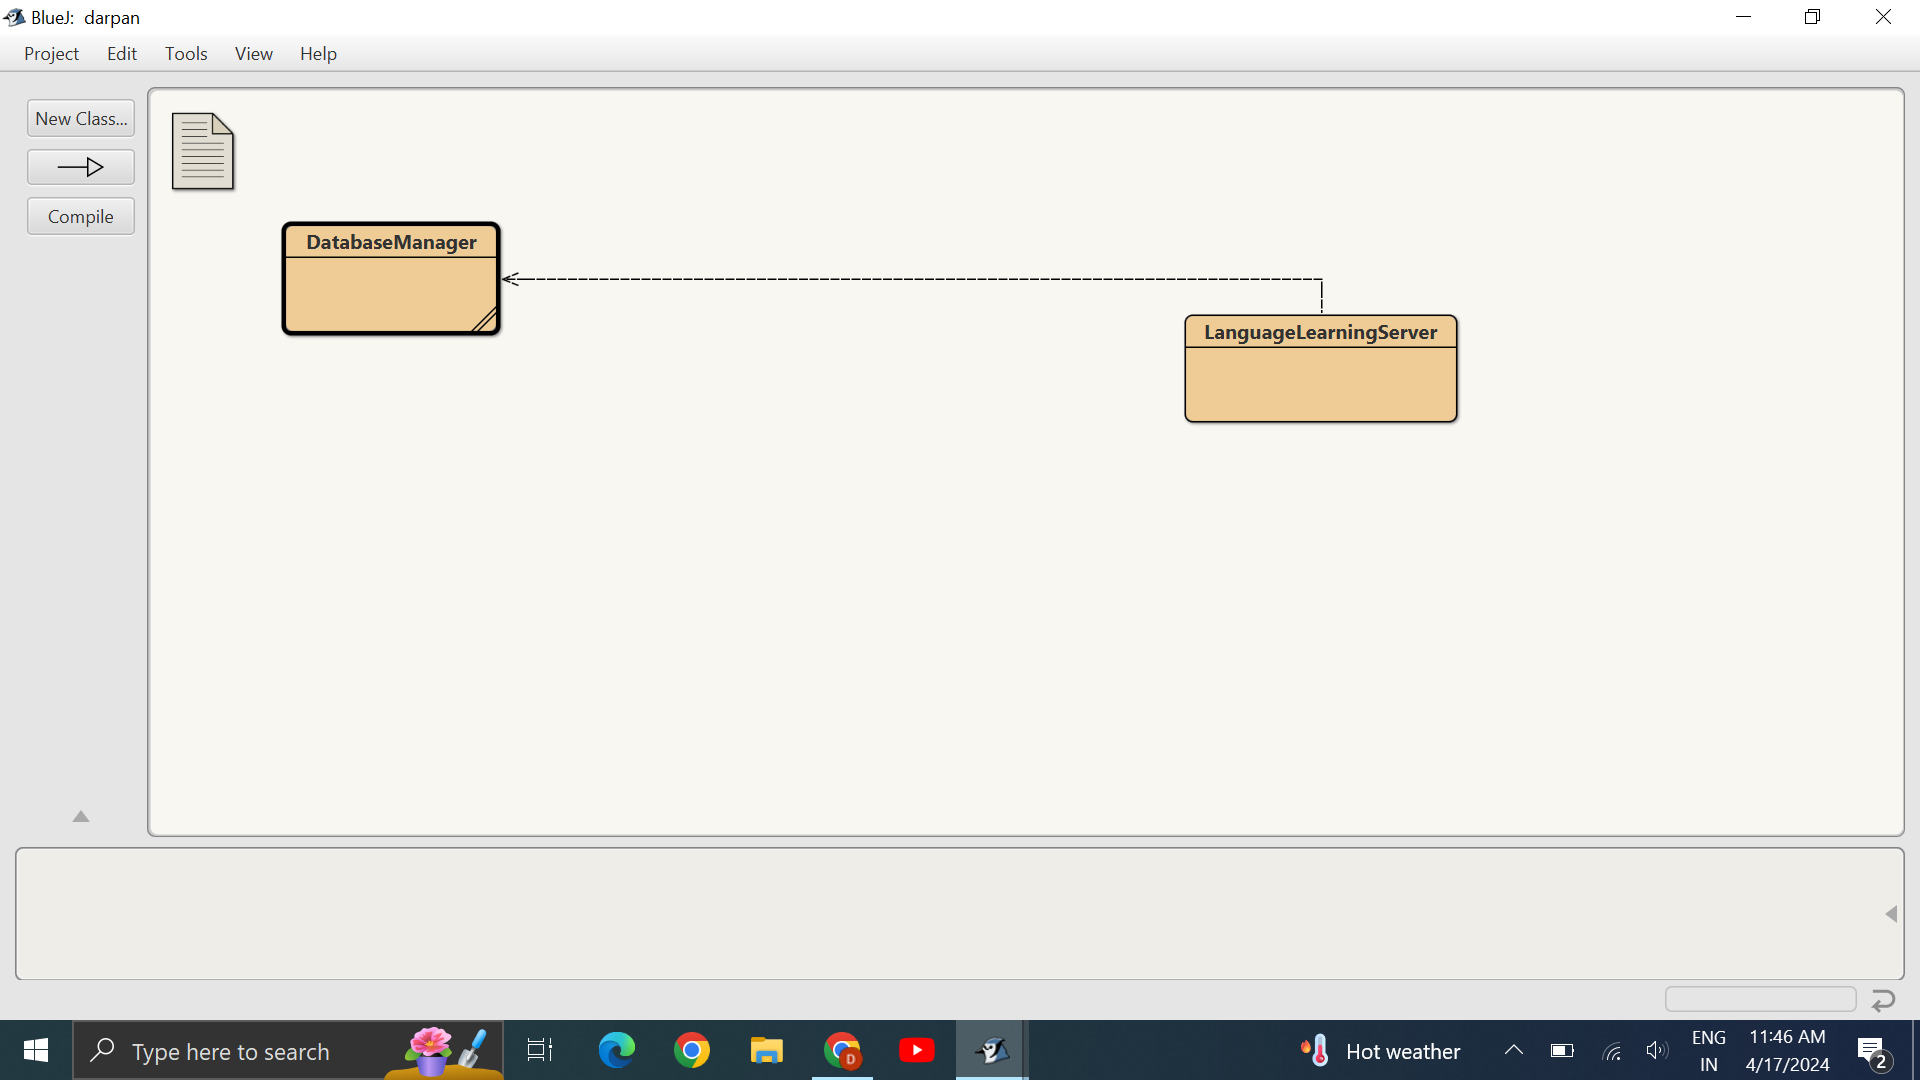 BlueJ: darpan
Project Edit Tools View Help
New Class...
Compile
DatabaseManager
LanguageLearningServer
Type here to search
D
Hot weather
ENG
IN
11:46 AM
4/17/2024
2